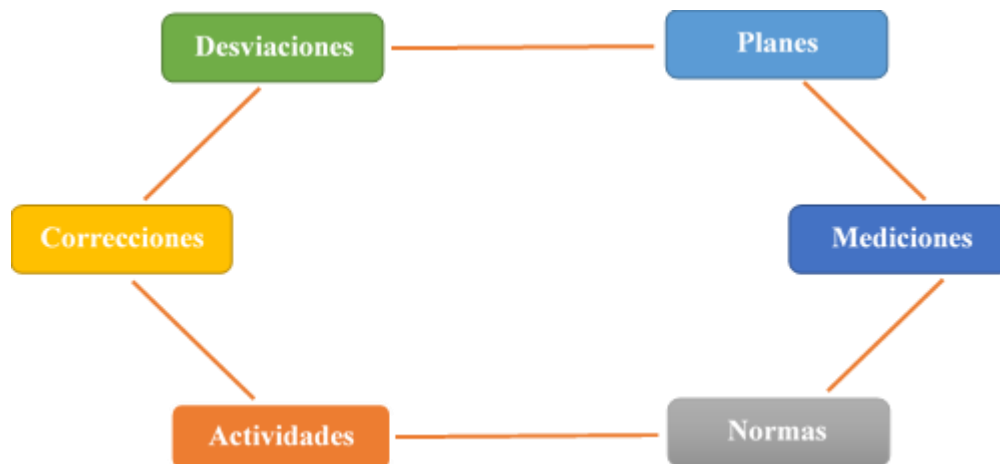 Desviaciones
Planes
Correcciones
Mediciones
Actividades
Normas